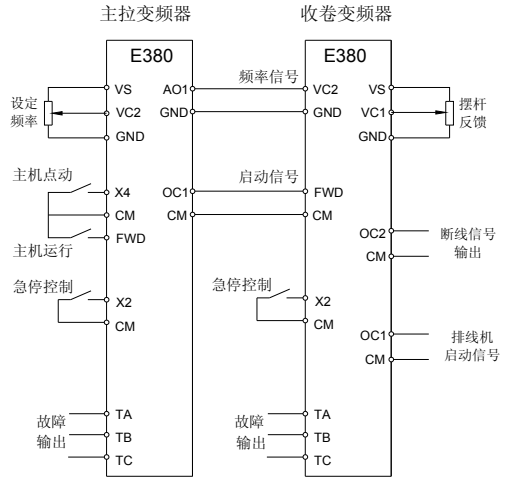 主拉变频器
收卷变频器
E380
E380
VS
AO1
频率信号
VC2
VS
设定
频率
VC2
GND
GND
VC1
摆杆
反馈
GND
GND
主机点动
X4
OC1
启动信号
FWD
CM
CM
CM
主机运行
FWD
OC2
断线信号
输出
CM
急停控制
X2
急停控制
X2
CM
CM
OC1
排线机
启动信号
CM
故障
输出
TA
TB
TC
故障
输出
TA
TB
TC